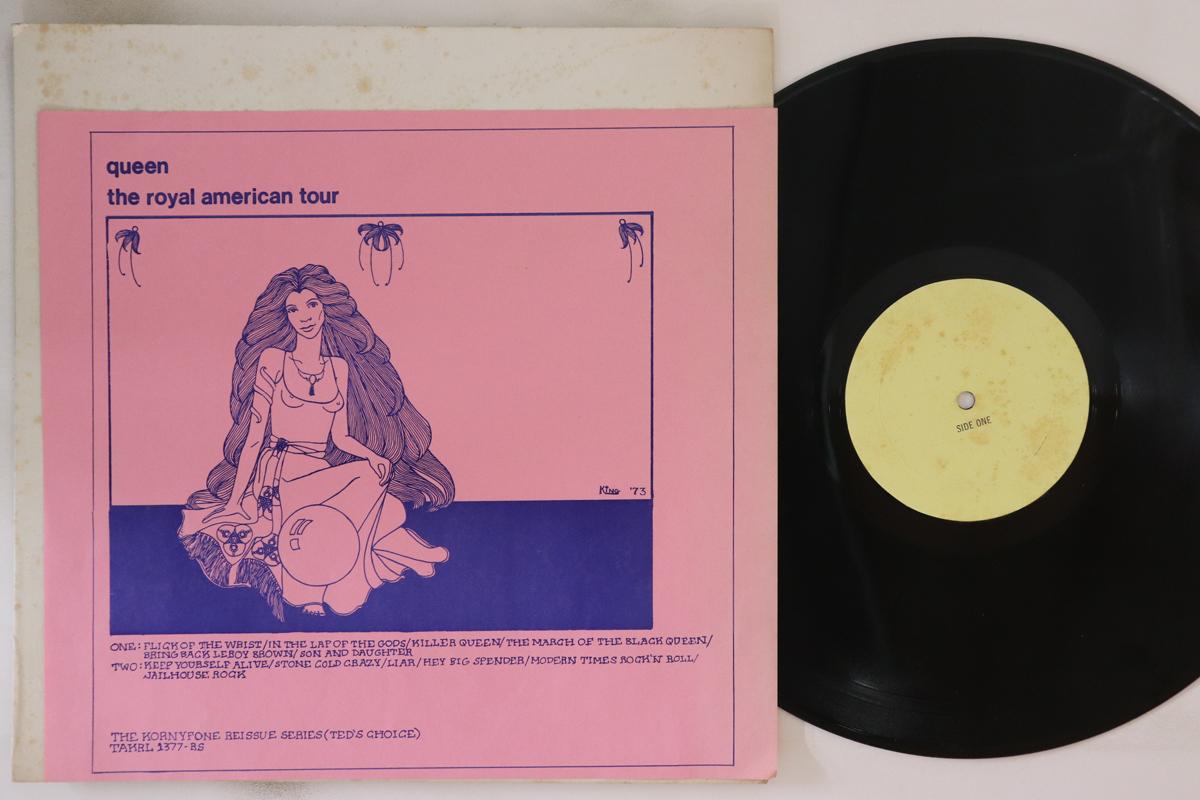 queen
the royal american tour
KING '73
ONE: FLICK OF THE WRIST/IN THE LAP OF THE GODS/KILLER QUEEN/THE MARCH OF THE BLACK QUEEN/
BRING BACK LEROY BROWN/SON AND DAUGHTER
TWO: KEEP YOURSELF ALIVE/STONE COLD CRAZY/LIAR/HEY BIG SPENDER/MODERN TIMES ROCK'N' ROLL/
JAILHOUSE ROCK
THE KORNYFONE REISSUE SERIES (TED'S CHOICE)
TAKRL 1377-RS
SIDE ONE